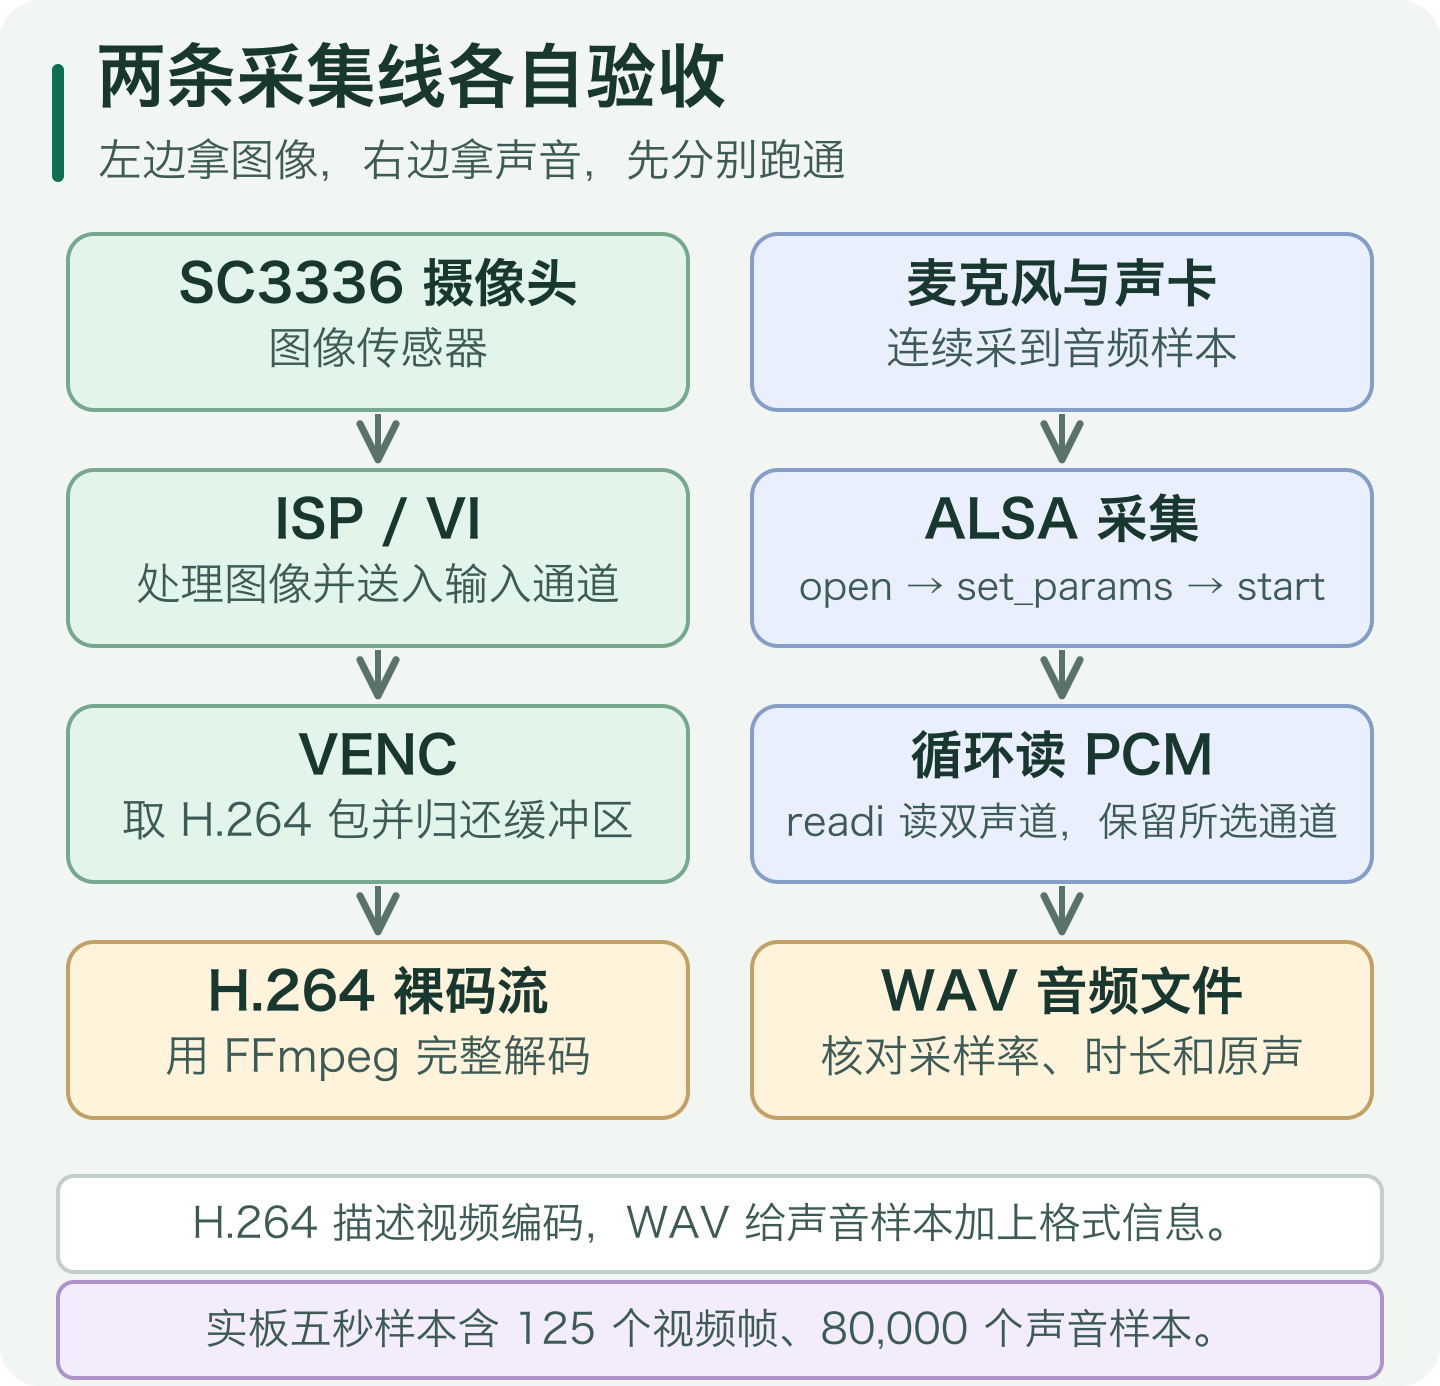 两条采集线各自验收
左边拿图像，右边拿声音，先分别跑通
SC3336 摄像头
图像传感器
ISP / VI
处理图像并送入输入通道
VENC
取 H.264 包并归还缓冲区
H.264 裸码流
用 FFmpeg 完整解码
麦克风与声卡
连续采到音频样本
ALSA 采集
open → set_params → start
循环读 PCM
readi 读双声道，保留所选通道
WAV 音频文件
核对采样率、时长和原声
H.264 描述视频编码，WAV 给声音样本加上格式信息。
实板五秒样本含 125 个视频帧、80,000 个声音样本。